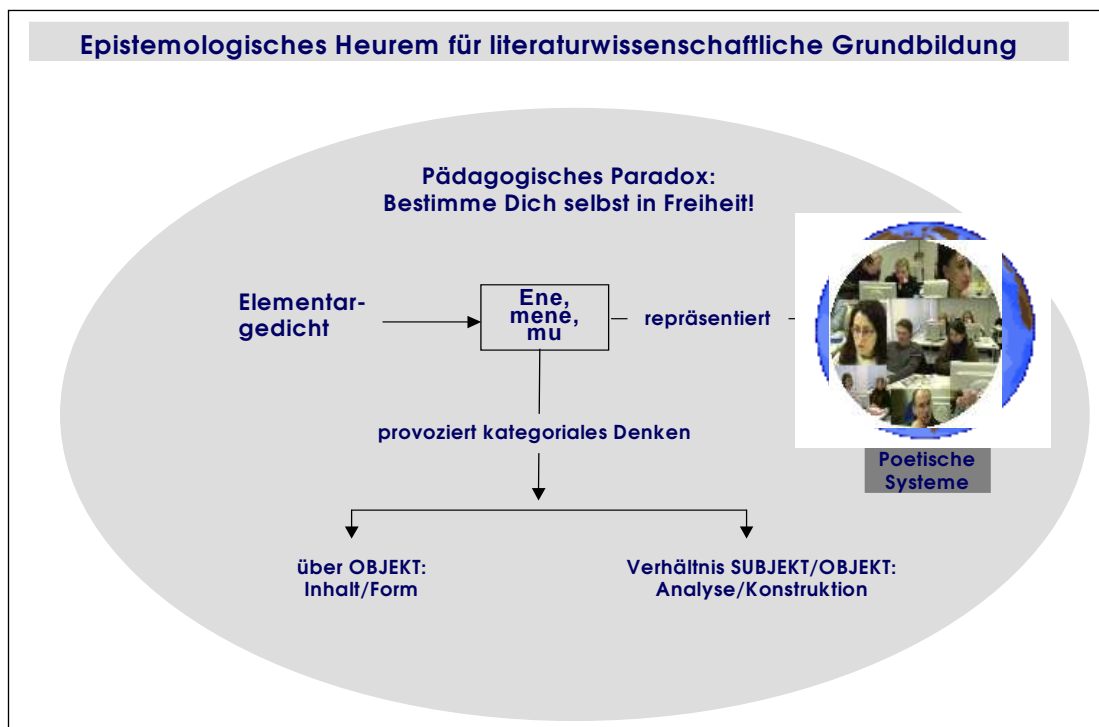 Epistemologisches Heurem für literaturwissenschaftliche Grundbildung
Pädagogisches Paradox:
Bestimme Dich selbst in Freiheit!
Elementar-
gedicht
Ene,
mene,
mu
repräsentiert
Poetische
Systeme
provoziert kategoriales Denken
über OBJEKT:
Inhalt/Form
Verhältnis SUBJEKT/OBJEKT:
Analyse/Konstruktion